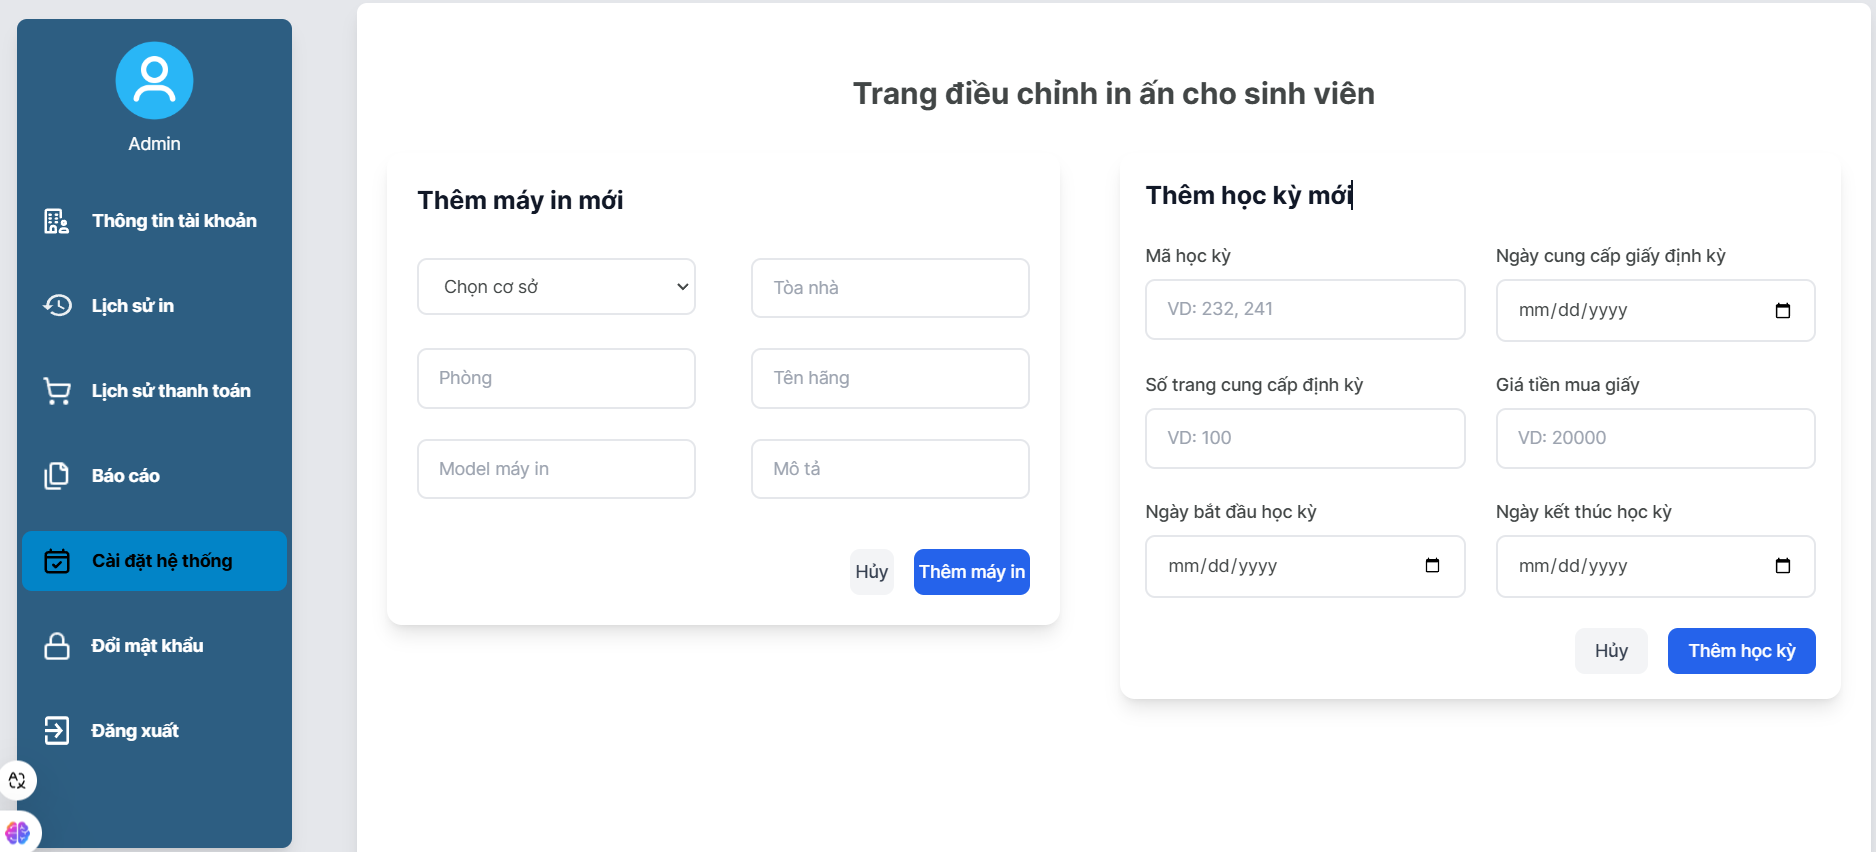 Admin
Thông tin tài khoản
Lịch sử in
Lịch sử thanh toán
Báo cáo
Cài đặt hệ thống
Đổi mật khẩu
Đăng xuất
Trang điều chỉnh in ấn cho sinh viên
Thêm máy in mới
Chọn cơ sở
Tòa nhà
Phòng
Tên hãng
Model máy in
Mô tả
Hủy
Thêm máy in
Thêm học kỳ mới
Mã học kỳ
VD: 232, 241
Ngày cung cấp giấy định kỳ
mm/dd/yyyy
Số trang cung cấp định kỳ
VD: 100
Giá tiền mua giấy
VD: 20000
Ngày bắt đầu học kỳ
mm/dd/yyyy
Ngày kết thúc học kỳ
mm/dd/yyyy
Hủy
Thêm học kỳ